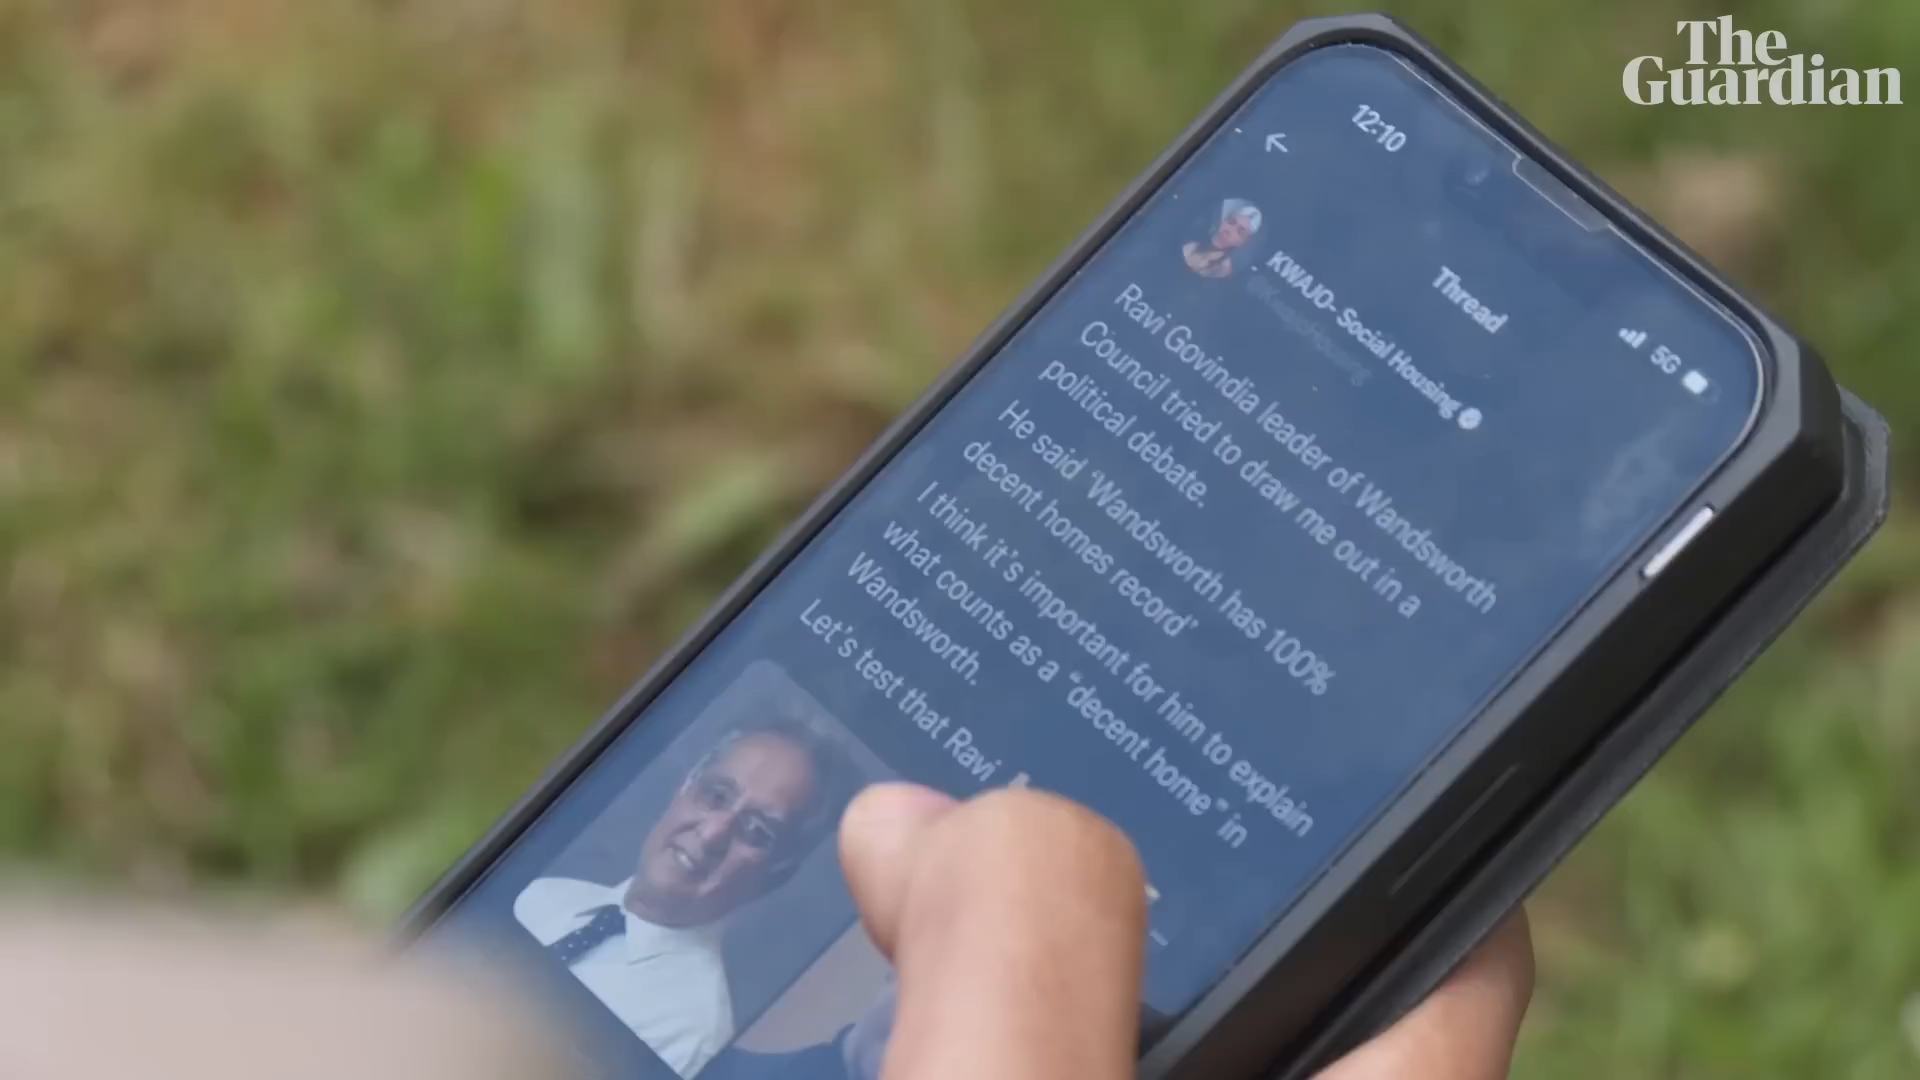 The
Guardian
12:10
5G
Thread
KWAJO- Social Housing
Ravi Govindia leader of Wandsworth
Council tried to draw me out in a
political debate.
He said 'Wandsworth has 100%
decent homes record'
I think it's important for him to explain
what counts as a "decent home" in
Wandsworth.
Let's test that Ravi